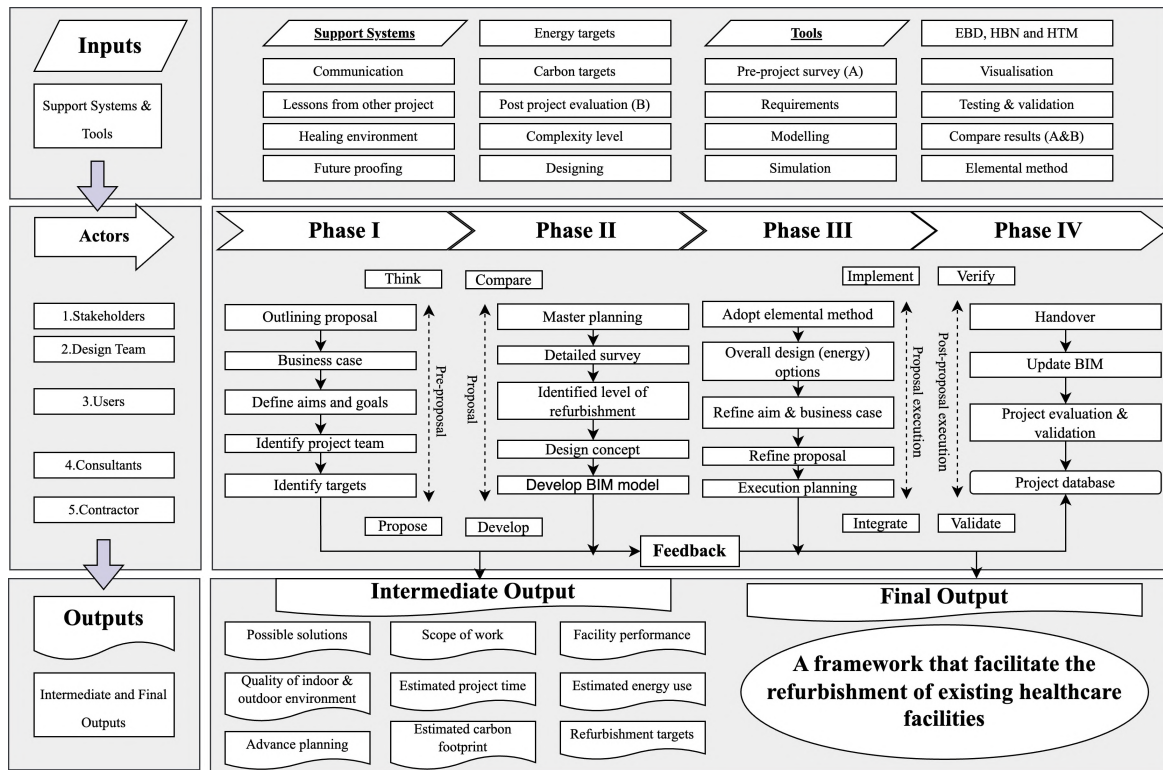 Inputs
Support Systems &
Tools
Support Systems
Communication
Lessons from other project
Healing environment
Future proofing
Energy targets
Carbon targets
Post project evaluation (B)
Complexity level
Designing
Tools
Pre-project survey (A)
Requirements
Modelling
Simulation
EBD, HBN and HTM
Visualisation
Testing & validation
Compare results (A&B)
Elemental method
Actors
1.Stakeholders
2.Design Team
3.Users
4.Consultants
5.Contractor
Phase I
Phase II
Phase III
Phase IV
Think
Outlining proposal
Business case
Define aims and goals
Identify project team
Identify targets
Pre-proposal
Propose
Compare
Proposal
Master planning
Detailed survey
Identified level of
refurbishment
Design concept
Develop BIM model
Develop
Implement
Adopt elemental method
Overall design (energy)
options
Refine aim & business case
Refine proposal
Execution planning
Proposal execution
Integrate
Verify
Post-proposal execution
Handover
Update BIM
Project evaluation &
validation
Project database
Validate
Feedback
Outputs
Intermediate and Final
Outputs
Intermediate Output
Possible solutions
Scope of work
Facility performance
Quality of indoor &
outdoor environment
Estimated project time
Estimated energy use
Advance planning
Estimated carbon
footprint
Refurbishment targets
Final Output
A framework that facilitate the
refurbishment of existing healthcare
facilities